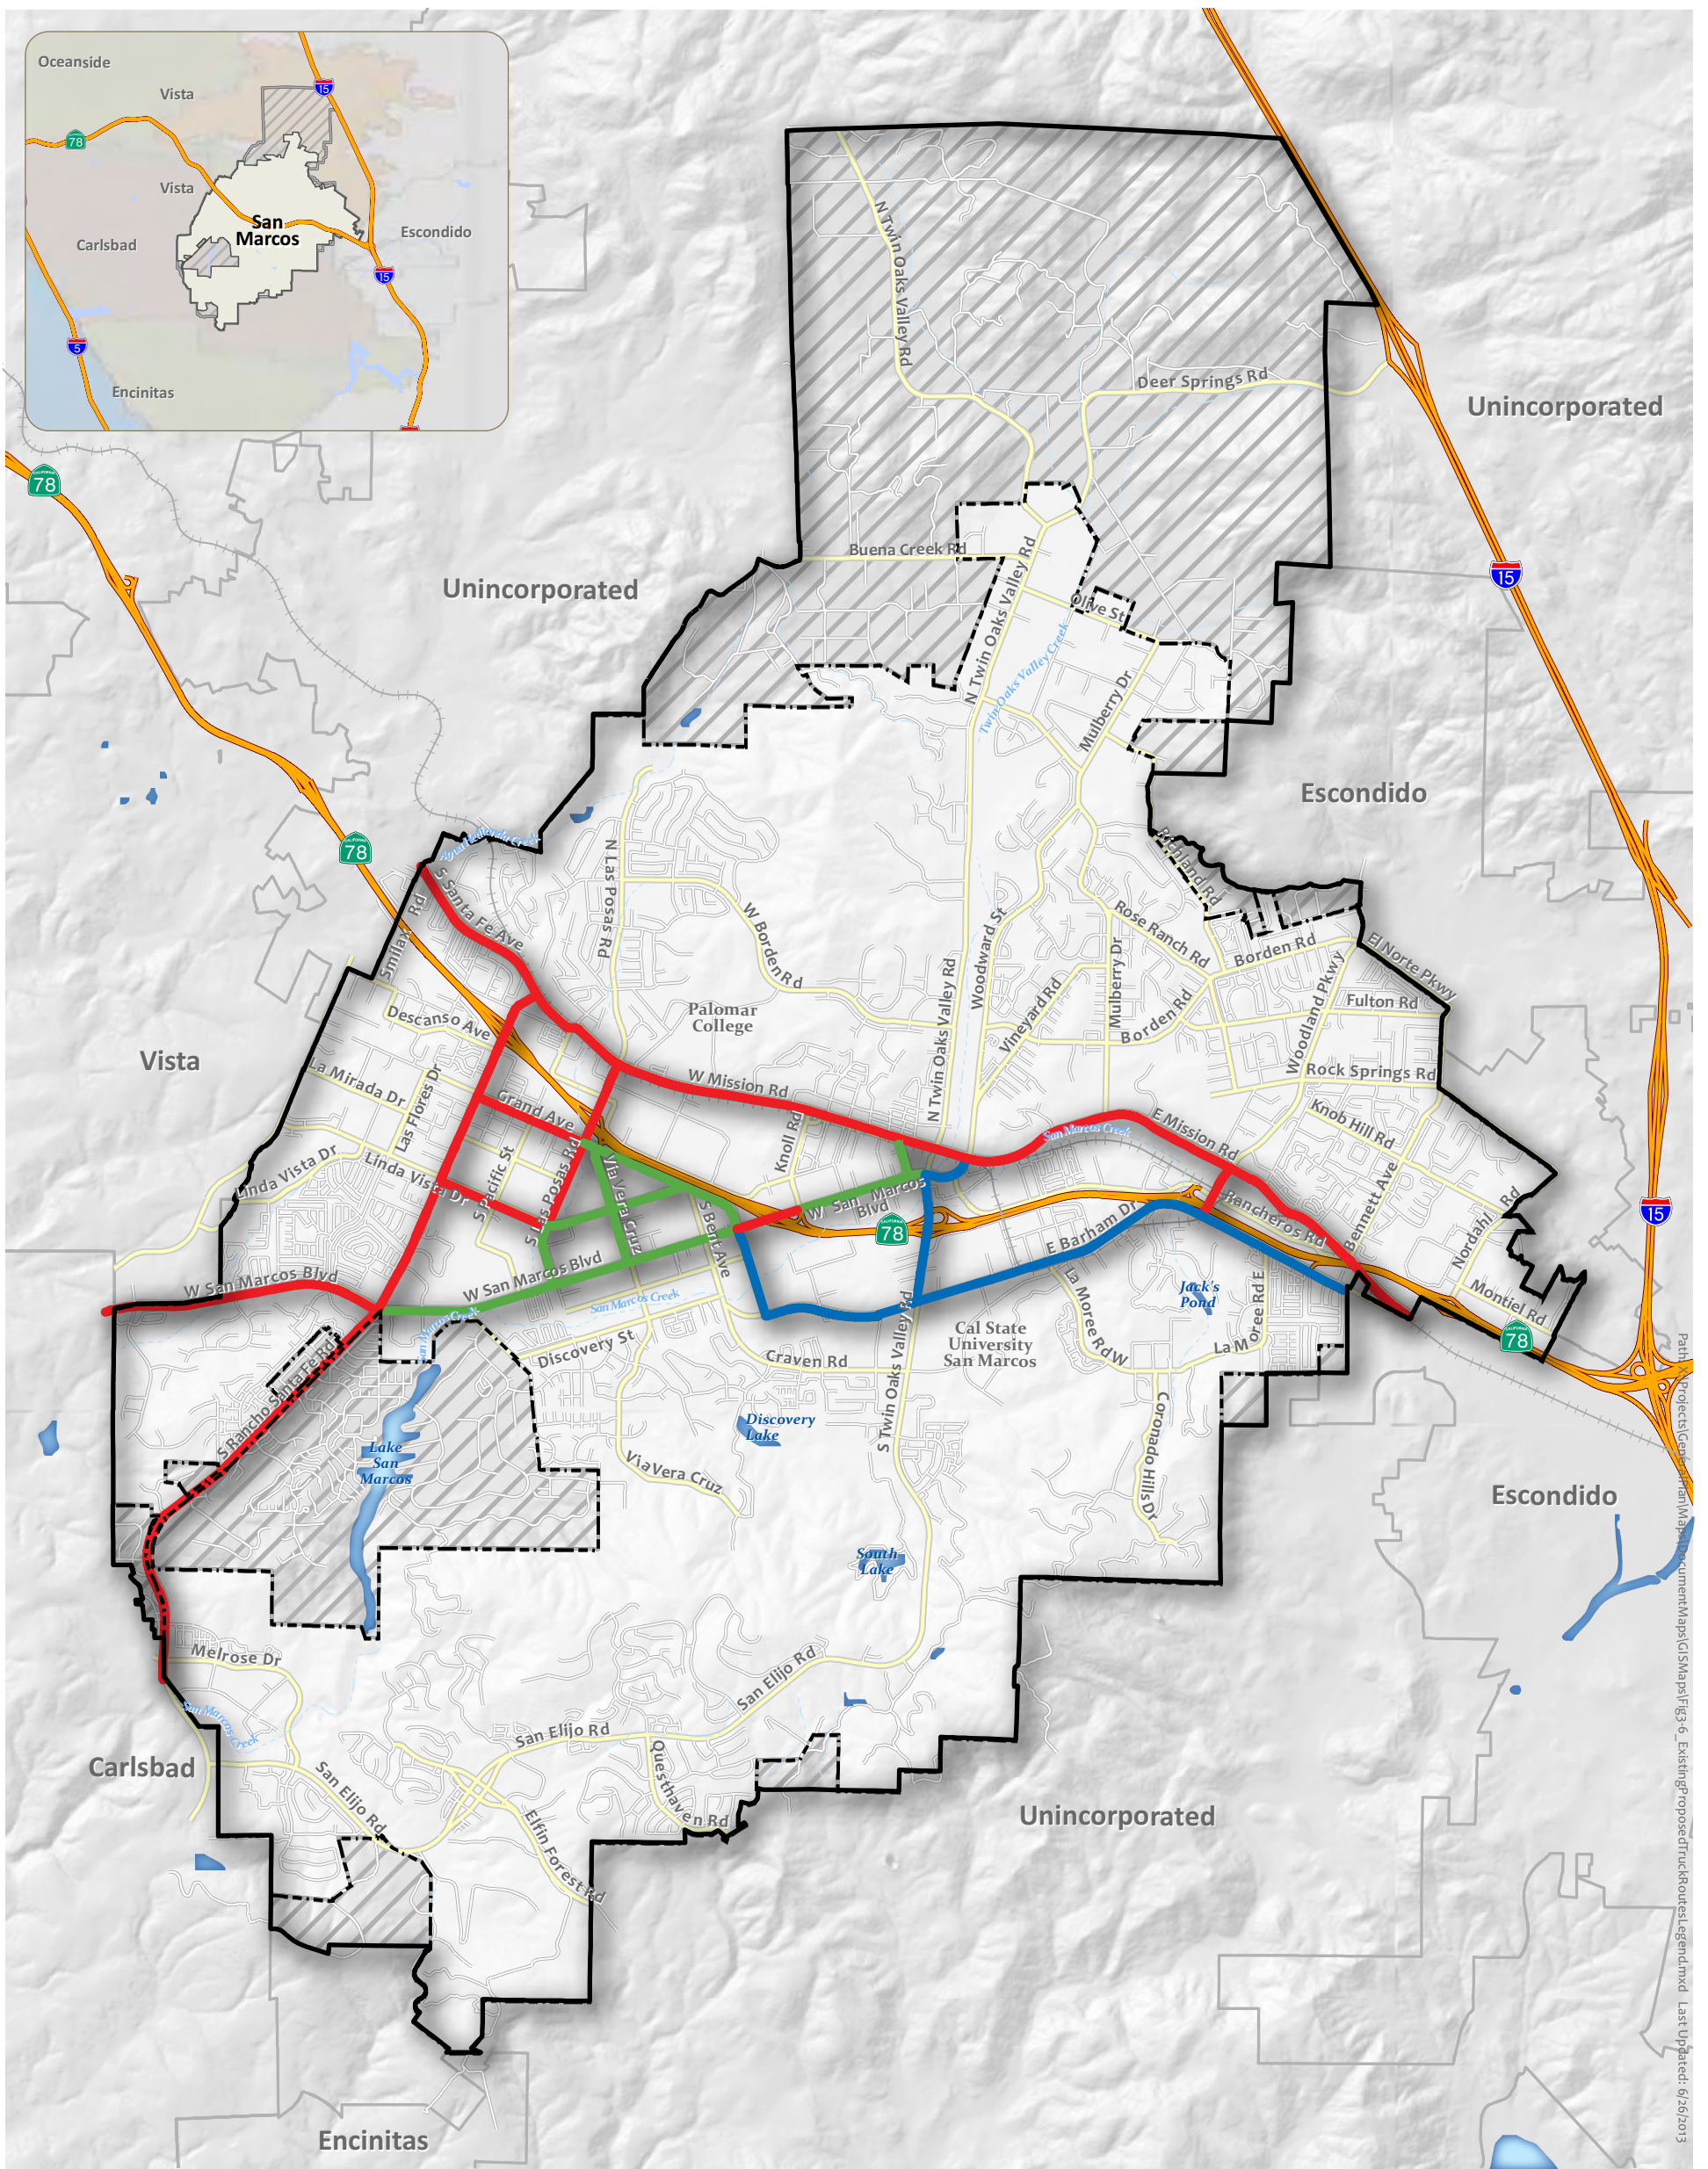 Oceanside
Vista
15
78
Vista
San
Marcos
Carlsbad
Escondido
15
5
Encinitas
CALIFORNIA
78
N Twin Oaks Valley Rd
Deer Springs Rd
Unincorporated
Buena Creek Rd
15
Unincorporated
Olive St
N Twin Oaks Valley Rd
Twin Oaks Valley Creek
Mulberry Dr
Escondido
CALIFORNIA
78
Agua Hedionda Creek
Richland Rd
S Santa Fe Ave
Smilax Rd
N Las Posas Rd
W Borden Rd
Woodward St
Rose Ranch Rd
Mulberry Dr
Borden Rd
El Norte Pkwy
Woodland Pkwy
Fulton Rd
Palomar
College
Descanso Ave
N Twin Oaks Valley Rd
Vineyard Rd
Borden Rd
Vista
La Mirada Dr
Las Flores Dr
W Mission Rd
Rock Springs Rd
Grand Ave
Knoll Rd
San Marcos Creek
E Mission Rd
Knob Hill Rd
Linda Vista Dr
Linda Vista Dr
S Pacific St
S Las Posas Rd
Via Vera Cruz
S Bent Ave
W San Marcos
Blvd
CALIFORNIA
78
E Barham Dr
S Rancheros Rd
Bennett Ave
Nordahl Rd
15
W San Marcos Blvd
W San Marcos Blvd
San Marcos Creek
San Marcos Creek
Jack's
Pond
La Moree Rd W
La Moree Rd E
Montiel Rd
CALIFORNIA
78
Discovery St
Craven Rd
S Twin Oaks Valley Rd
Cal State
University
San Marcos
S Rancho Santa Fe Rd
Lake
San
Marcos
Discovery
Lake
Via Vera Cruz
Coronado Hills Dr
Escondido
South
Lake
Melrose Dr
San Marcos Creek
San Elijo Rd
San Elijo Rd
Carlsbad
San Elijo Rd
Questhaven Rd
Elfin Forest Rd
Unincorporated
Encinitas